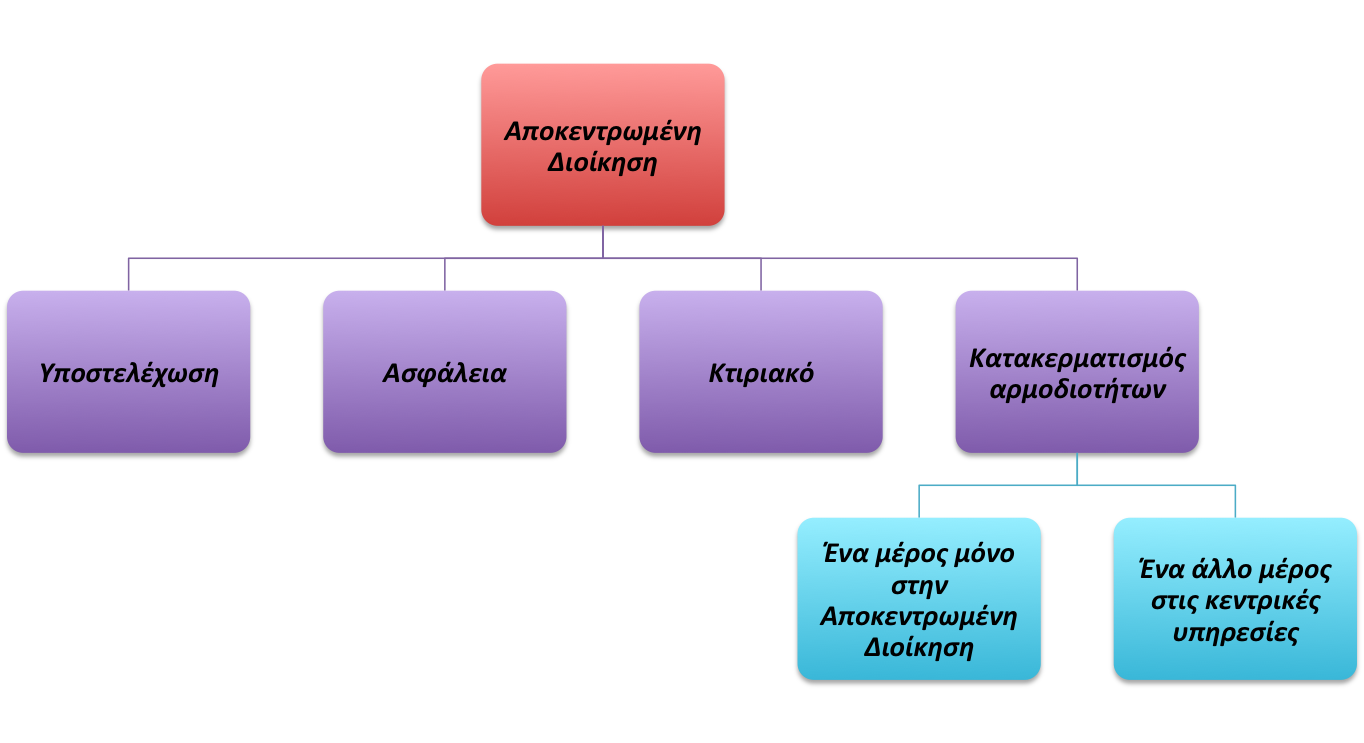 Αποκεντρωμένη
Διοίκηση
Υποστελέχωση
Ασφάλεια
Κτιριακό
Κατακερματισμός
αρμοδιοτήτων
Ένα μέρος μόνο
στην
Αποκεντρωμένη
Διοίκηση
Ένα άλλο μέρος
στις κεντρικές
υπηρεσίες